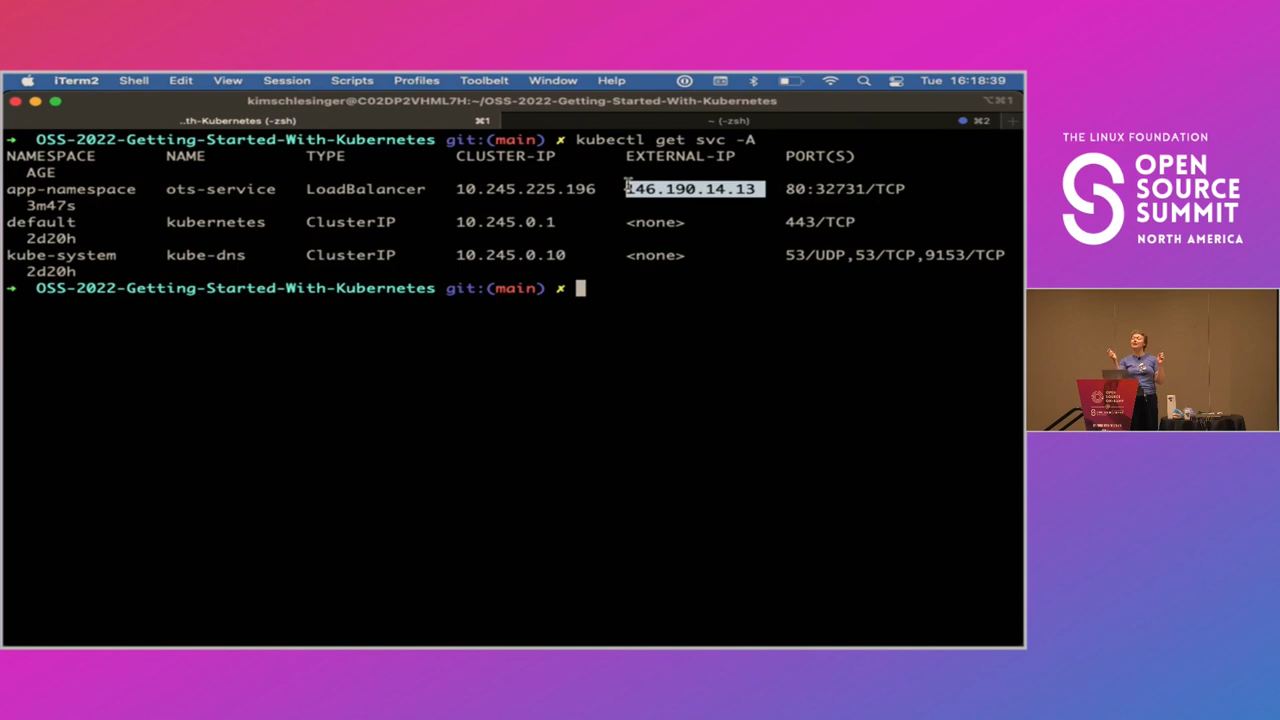 iTerm2 Shell Edit View Session Scripts Profiles Toolbelt Window Help Tue 16:18:39
kimschlesinger@C02DP2VHML7H:~/OSS-2022-Getting-Started-With-Kubernetes ⌥⌘1
..th-Kubernetes (-zsh) ⌘1 ~ (-zsh) ⌘2
→ OSS-2022-Getting-Started-With-Kubernetes git:(main) ✗ kubectl get svc -A
NAMESPACE NAME TYPE CLUSTER-IP EXTERNAL-IP PORT(S)
AGE
app-namespace ots-service LoadBalancer 10.245.225.196 146.190.14.13 80:32731/TCP
3m47s
default kubernetes ClusterIP 10.245.0.1 <none> 443/TCP
2d20h
kube-system kube-dns ClusterIP 10.245.0.10 <none> 53/UDP,53/TCP,9153/TCP
2d20h
→ OSS-2022-Getting-Started-With-Kubernetes git:(main) ✗
THE LINUX FOUNDATION
OPEN
SOURCE
SUMMIT
NORTH AMERICA
OPEN
SOURCE